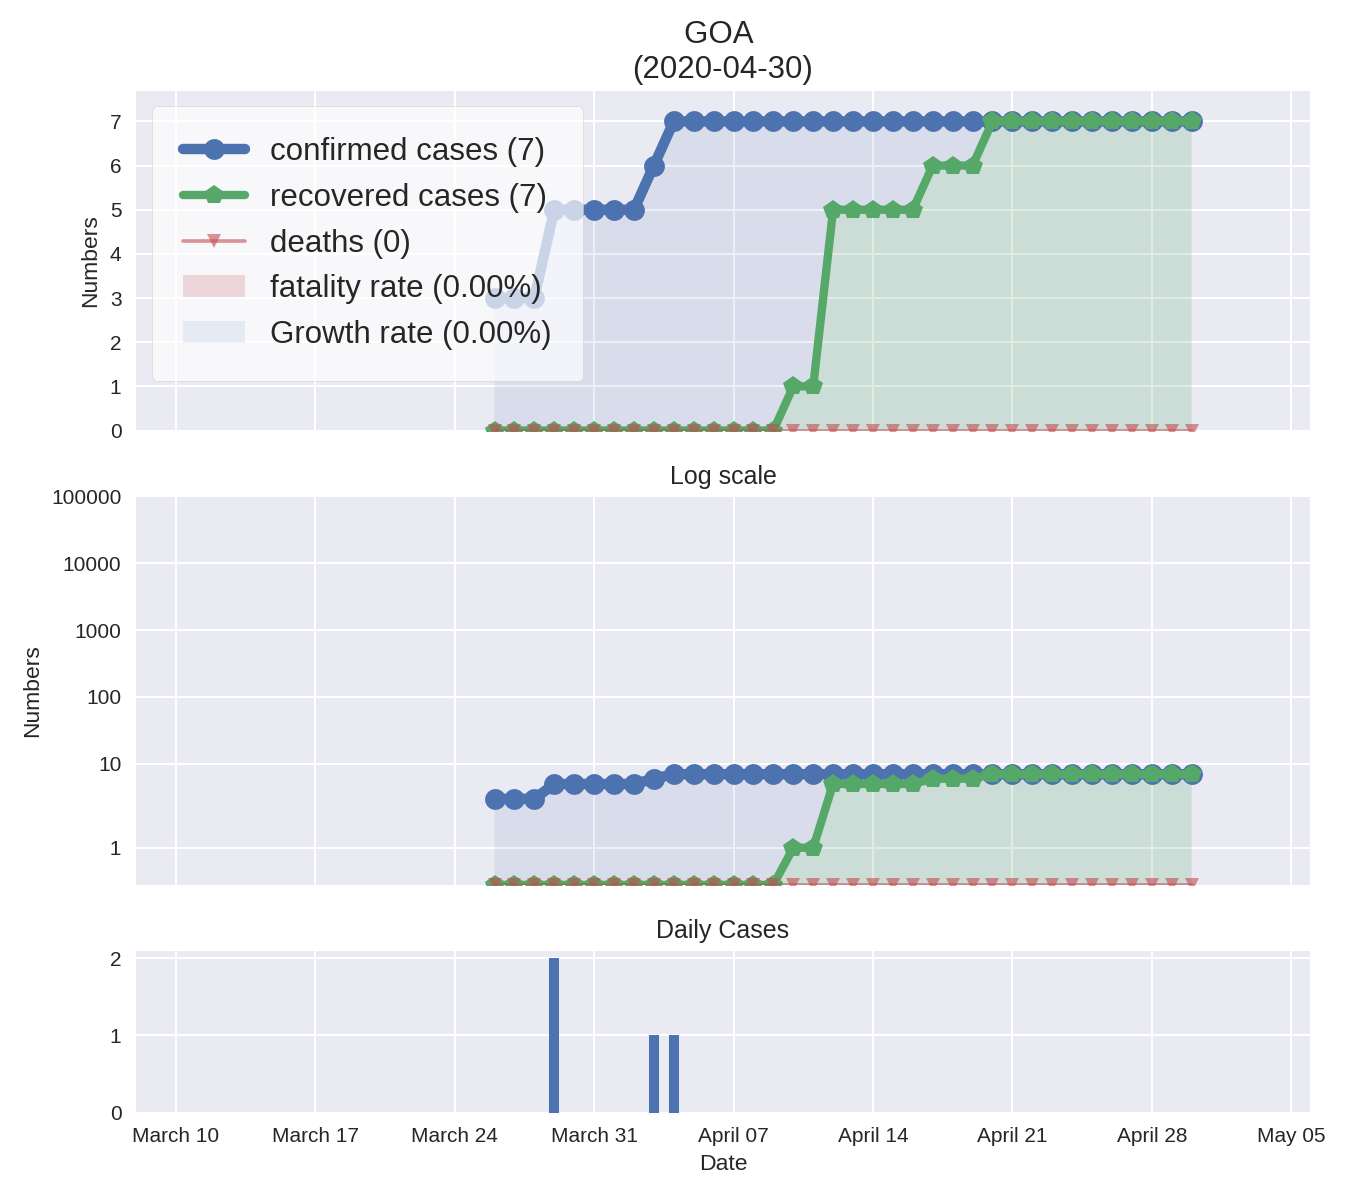 GOA
(2020-04-30)
7
6
5
4
3
2
1
0
Numbers
confirmed cases (7)
recovered cases (7)
deaths (0)
fatality rate (0.00%)
Growth rate (0.00%)
Log scale
100000
10000
1000
100
10
1
Numbers
Daily Cases
2
1
0
March 10 March 17 March 24 March 31 April 07 April 14 April 21 April 28 May 05
Date